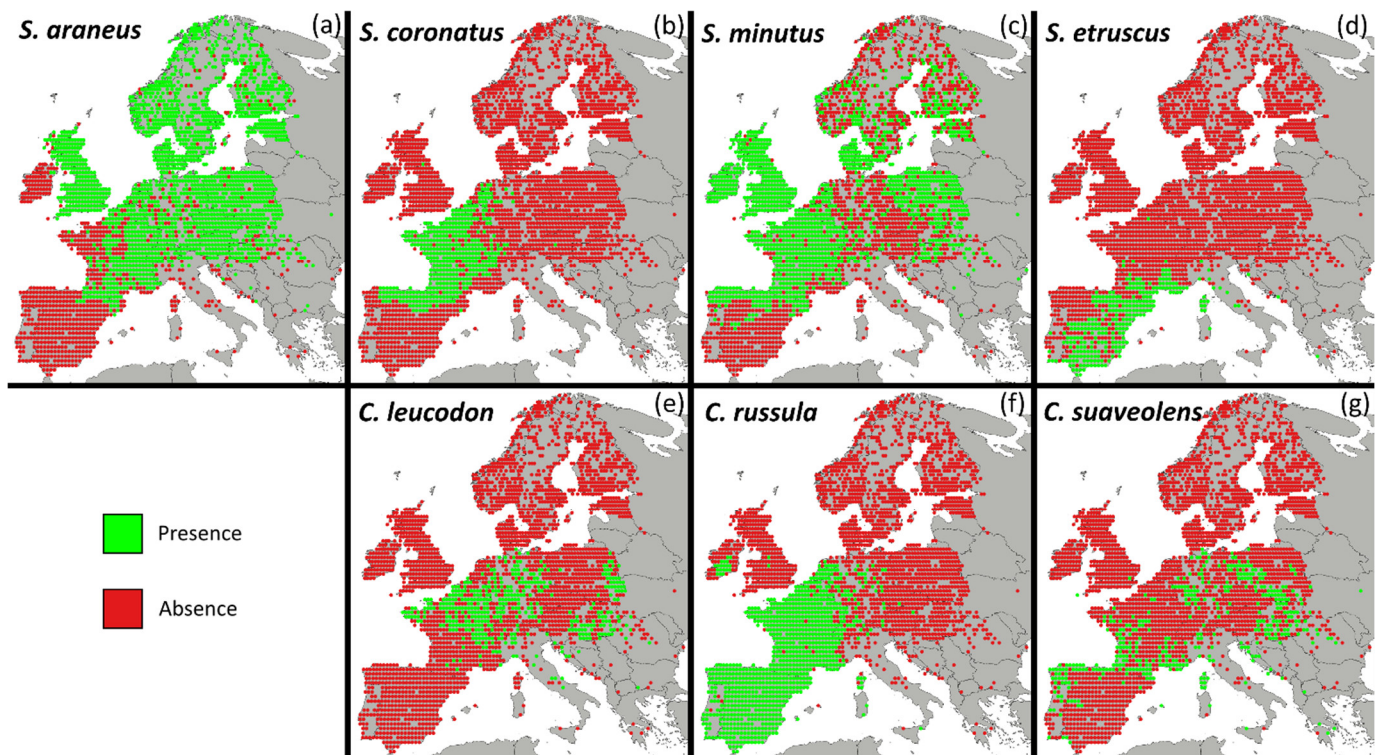 S. araneus
(a)
S. coronatus
(b)
S. minutus
(c)
S. etruscus
(d)
C. leucodon
(e)
C. russula
(f)
C. suaveolens
(g)
Presence
Absence